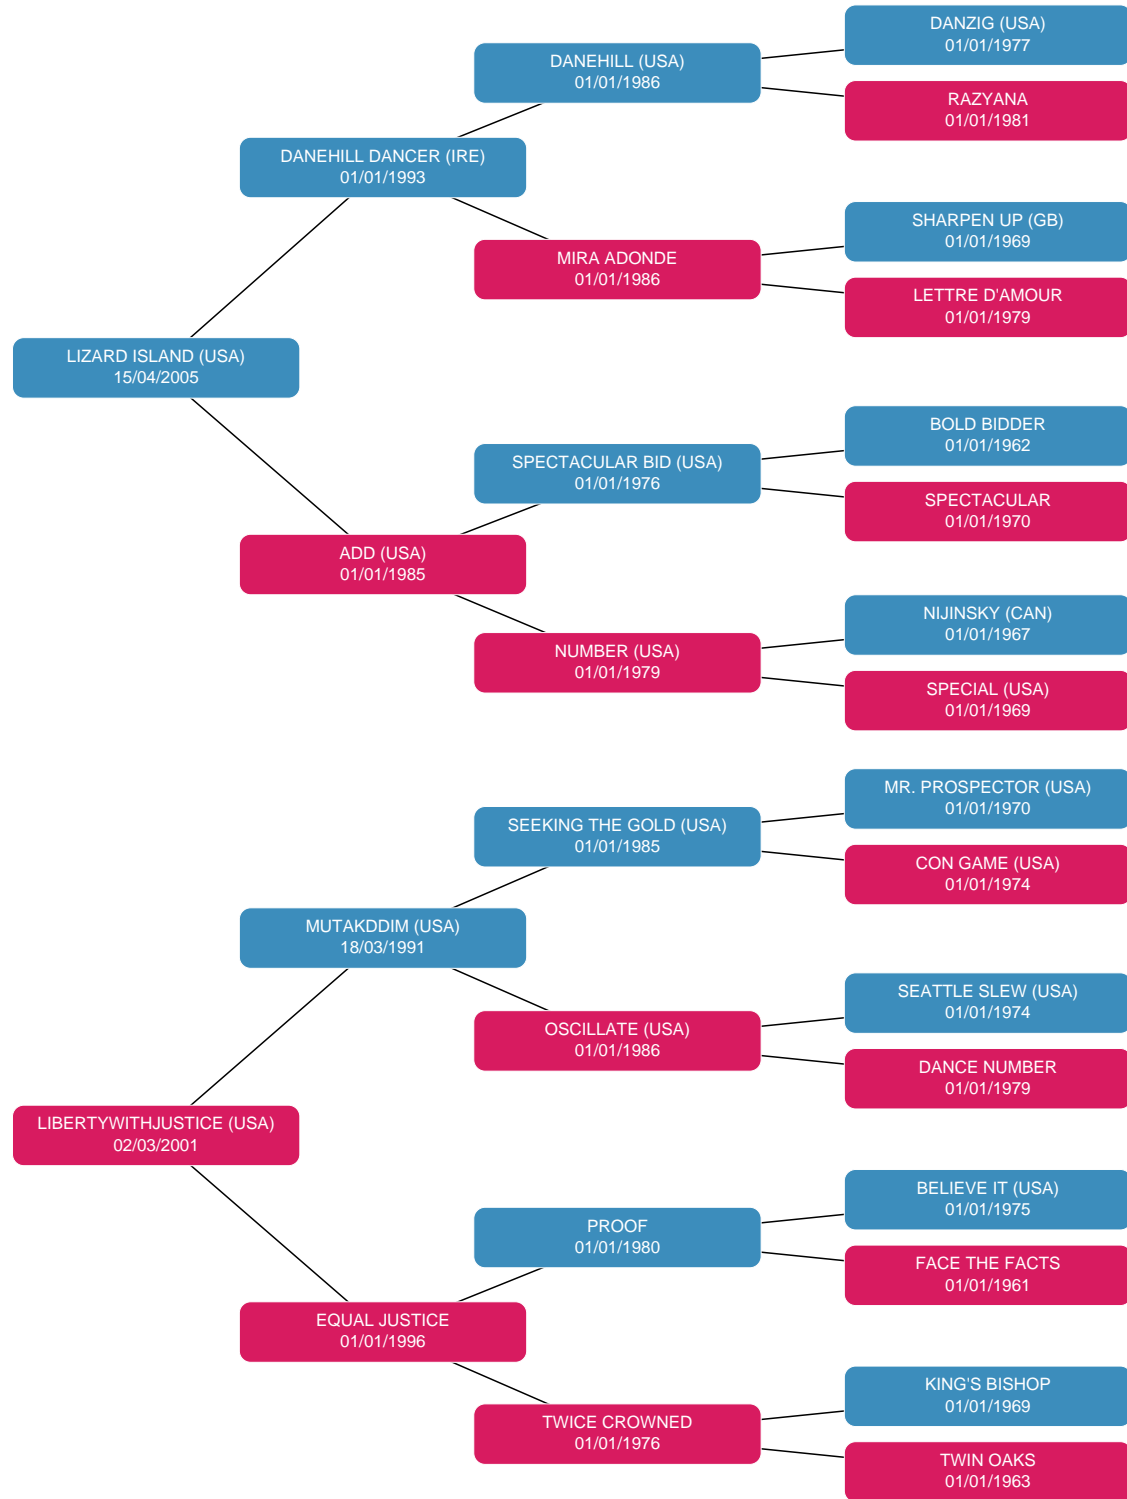 DANZIG (USA)
01/01/1977
DANEHILL (USA)
01/01/1986
RAZYANA
01/01/1981
DANEHILL DANCER (IRE)
01/01/1993
SHARPEN UP (GB)
01/01/1969
MIRA ADONDE
01/01/1986
LETTRE D'AMOUR
01/01/1979
LIZARD ISLAND (USA)
15/04/2005
BOLD BIDDER
01/01/1962
SPECTACULAR BID (USA)
01/01/1976
SPECTACULAR
01/01/1970
ADD (USA)
01/01/1985
NIJINSKY (CAN)
01/01/1967
NUMBER (USA)
01/01/1979
SPECIAL (USA)
01/01/1969
MR. PROSPECTOR (USA)
01/01/1970
SEEKING THE GOLD (USA)
01/01/1985
CON GAME (USA)
01/01/1974
MUTAKDDIM (USA)
18/03/1991
SEATTLE SLEW (USA)
01/01/1974
OSCILLATE (USA)
01/01/1986
DANCE NUMBER
01/01/1979
LIBERTYWITHJUSTICE (USA)
02/03/2001
BELIEVE IT (USA)
01/01/1975
PROOF
01/01/1980
FACE THE FACTS
01/01/1961
EQUAL JUSTICE
01/01/1996
KING'S BISHOP
01/01/1969
TWICE CROWNED
01/01/1976
TWIN OAKS
01/01/1963